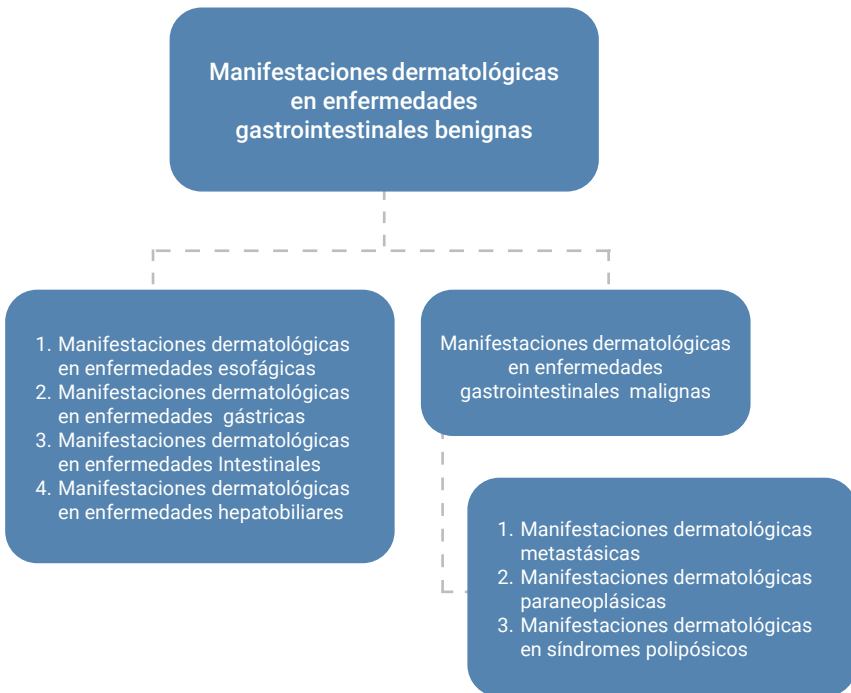 Manifestaciones dermatológicas
en enfermedades
gastrointestinales benignas
1. Manifestaciones dermatológicas
en enfermedades esofágicas
2. Manifestaciones dermatológicas
en enfermedades gástricas
3. Manifestaciones dermatológicas
en enfermedades Intestinales
4. Manifestaciones dermatológicas
en enfermedades hepatobiliares
Manifestaciones dermatológicas
en enfermedades
gastrointestinales malignas
1. Manifestaciones dermatológicas
metastásicas
2. Manifestaciones dermatológicas
paraneoplásicas
3. Manifestaciones dermatológicas
en síndromes polipósicos